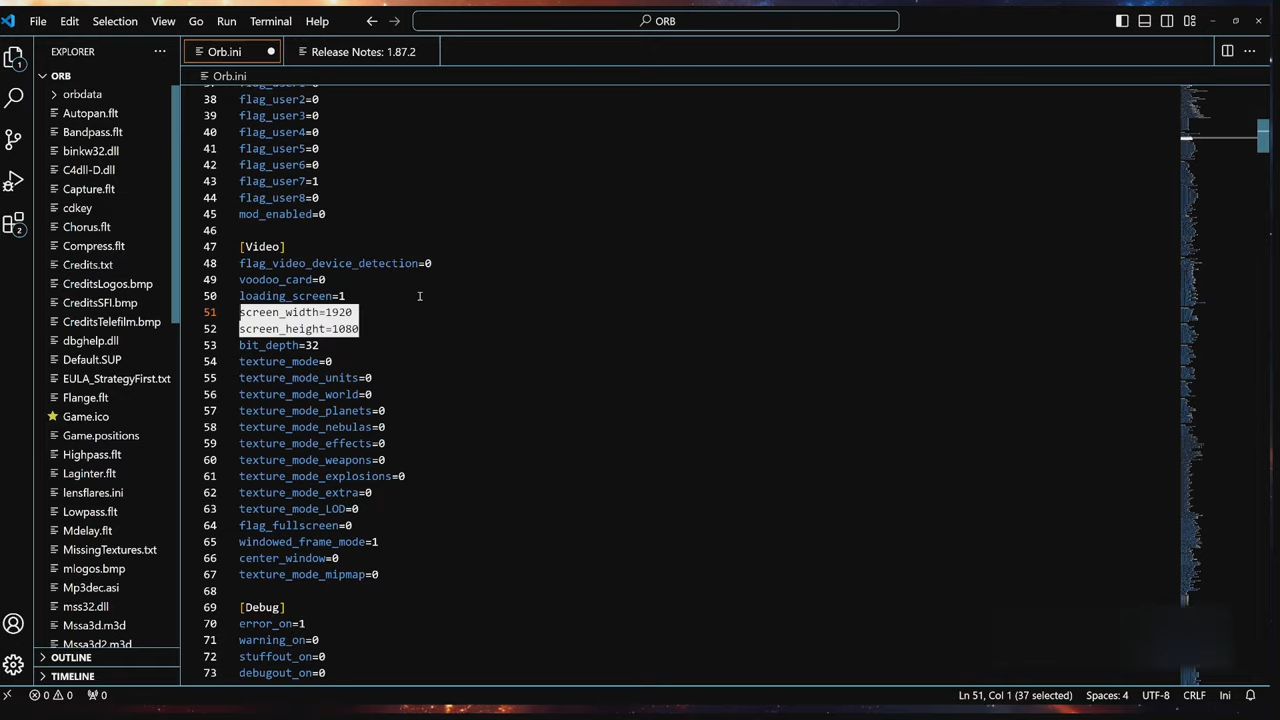 File Edit Selection View Go Run Terminal Help
ORB
EXPLORER
Orb.ini
Release Notes: 1.87.2
ORB
Orb.ini
orbdata
Autopan.flt
Bandpass.flt
binkw32.dll
C4dll-D.dll
Capture.flt
cdkey
Chorus.flt
Compress.flt
Credits.txt
CreditsLogos.bmp
CreditsSFI.bmp
CreditsTelefilm.bmp
dbghelp.dll
Default.SUP
EULA_StrategyFirst.txt
Flange.flt
Game.ico
Game.positions
Highpass.flt
Laginter.flt
lensflares.ini
Lowpass.flt
Mdelay.flt
MissingTextures.txt
mlogos.bmp
Mp3dec.asi
mss32.dll
Mssa3d.m3d
Mssa3d2.m3d
OUTLINE
TIMELINE
1
2
38 flag_user2=0
39 flag_user3=0
40 flag_user4=0
41 flag_user5=0
42 flag_user6=0
43 flag_user7=1
44 flag_user8=0
45 mod_enabled=0
46
47 [Video]
48 flag_video_device_detection=0
49 voodoo_card=0
50 loading_screen=1
51 screen_width=1920
52 screen_height=1080
53 bit_depth=32
54 texture_mode=0
55 texture_mode_units=0
56 texture_mode_world=0
57 texture_mode_planets=0
58 texture_mode_nebulas=0
59 texture_mode_effects=0
60 texture_mode_weapons=0
61 texture_mode_explosions=0
62 texture_mode_extra=0
63 texture_mode_LOD=0
64 flag_fullscreen=0
65 windowed_frame_mode=1
66 center_window=0
67 texture_mode_mipmap=0
68
69 [Debug]
70 error_on=1
71 warning_on=0
72 stuffout_on=0
73 debugout_on=0
0 0 0 Ln 51, Col 1 (37 selected) Spaces: 4 UTF-8 CRLF Ini